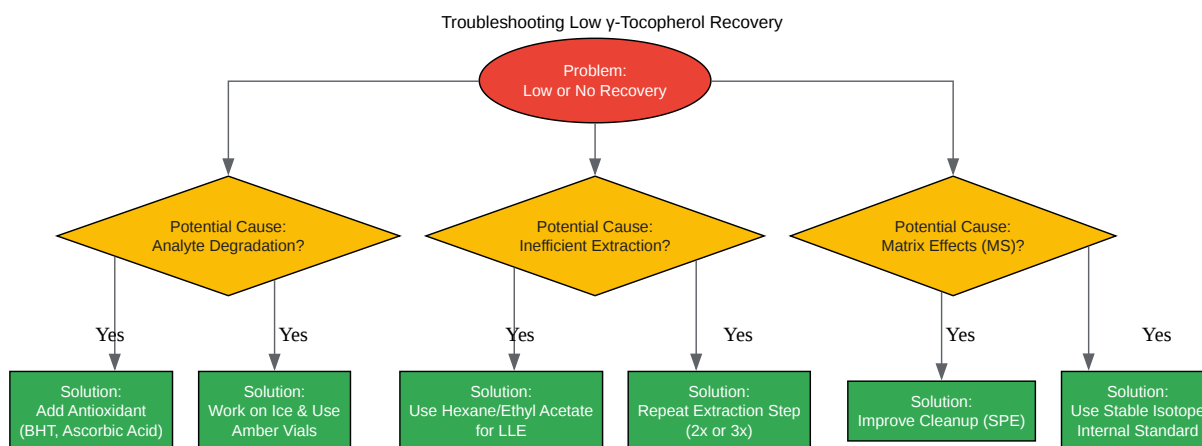 Troubleshooting Low γ-Tocopherol Recovery
Problem:
Low or No Recovery
Potential Cause:
Analyte Degradation?
Potential Cause:
Inefficient Extraction?
Potential Cause:
Matrix Effects (MS)?
Yes
Yes
Yes
Yes
Yes
Yes
Solution:
Add Antioxidant
(BHT, Ascorbic Acid)
Solution:
Work on Ice & Use
Amber Vials
Solution:
Use Hexane/Ethyl Acetate
for LLE
Solution:
Repeat Extraction Step
(2x or 3x)
Solution:
Improve Cleanup (SPE)
Solution:
Use Stable Isotope
Internal Standard